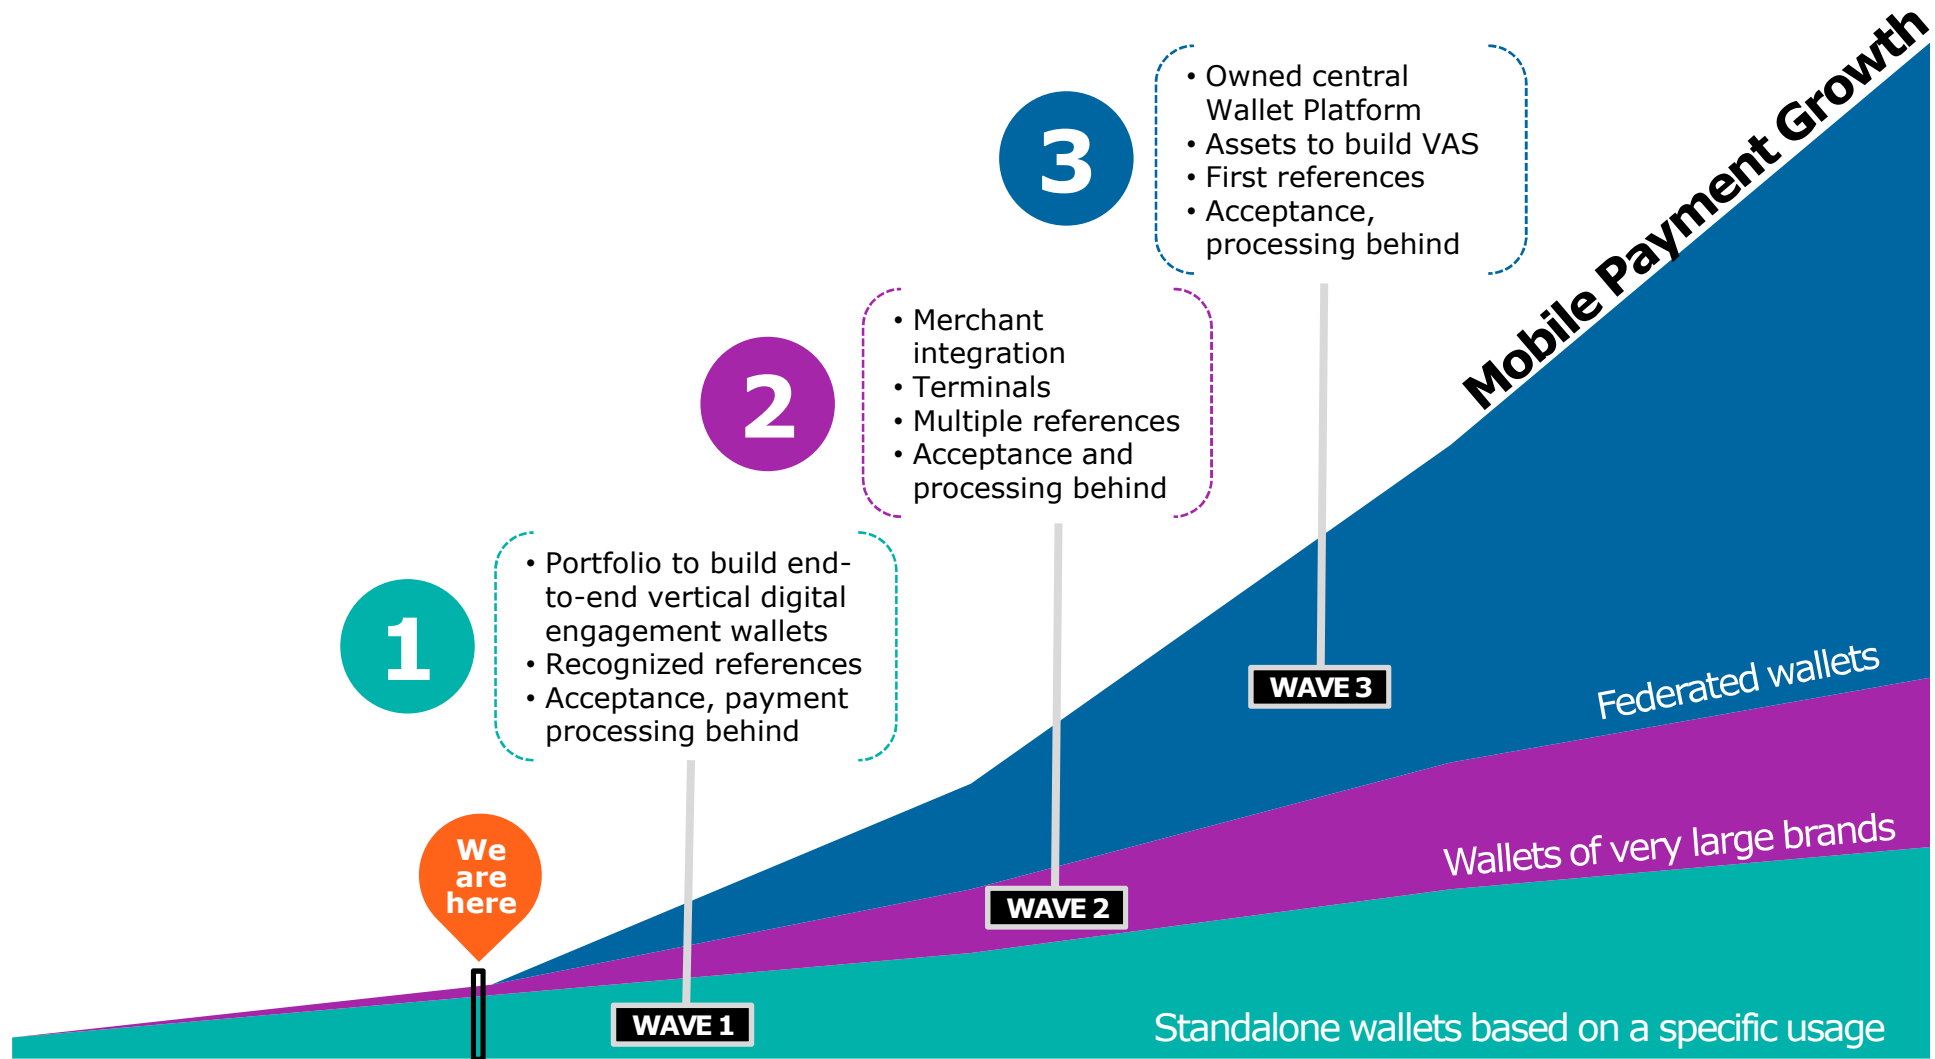 Mobile Payment Growth
3
• Owned central
Wallet Platform
• Assets to build VAS
• First references
• Acceptance,
processing behind
2
• Merchant
integration
• Terminals
• Multiple references
• Acceptance and
processing behind
1
• Portfolio to build end-
to-end vertical digital
engagement wallets
• Recognized references
• Acceptance, payment
processing behind
We
are
here
WAVE 1
WAVE 2
WAVE 3
Federated wallets
Wallets of very large brands
Standalone wallets based on a specific usage